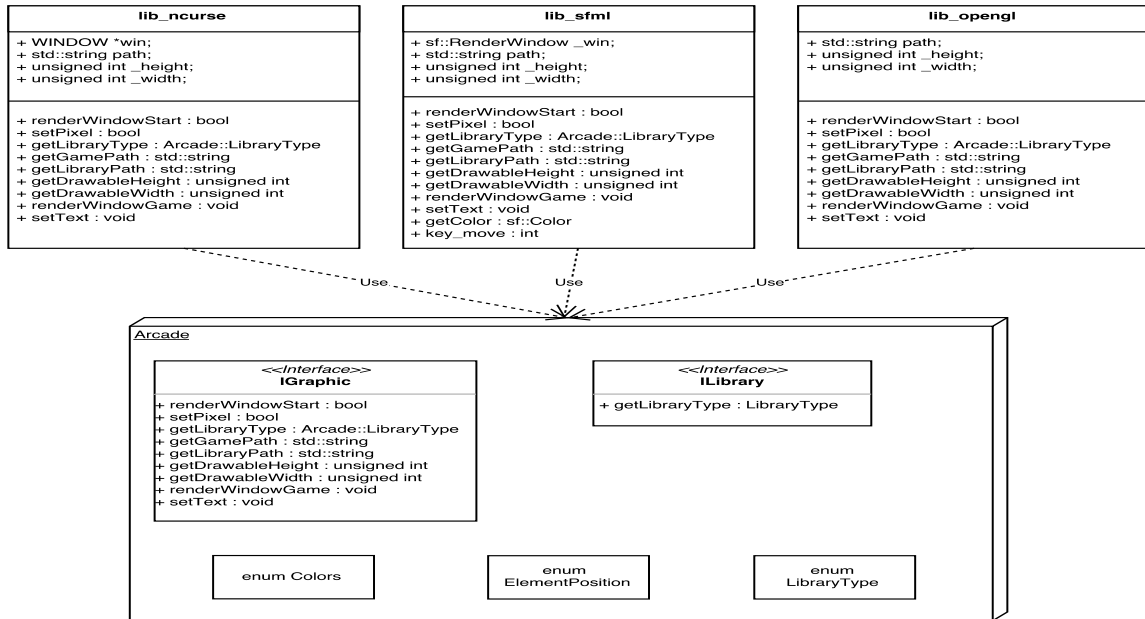 lib_ncurse
+ WINDOW *win;
+ std::string path;
+ unsigned int _height;
+ unsigned int _width;
+ renderWindowStart : bool
+ setPixel : bool
+ getLibraryType : Arcade::LibraryType
+ getGamePath : std::string
+ getLibraryPath : std::string
+ getDrawableHeight : unsigned int
+ getDrawableWidth : unsigned int
+ renderWindowGame : void
+ setText : void
lib_sfml
+ sf::RenderWindow _win;
+ std::string path;
+ unsigned int _height;
+ unsigned int _width;
+ renderWindowStart : bool
+ setPixel : bool
+ getLibraryType : Arcade::LibraryType
+ getGamePath : std::string
+ getLibraryPath : std::string
+ getDrawableHeight : unsigned int
+ getDrawableWidth : unsigned int
+ renderWindowGame : void
+ setText : void
+ getColor : sf::Color
+ key_move : int
lib_opengl
+ std::string path;
+ unsigned int _height;
+ unsigned int _width;
+ renderWindowStart : bool
+ setPixel : bool
+ getLibraryType : Arcade::LibraryType
+ getGamePath : std::string
+ getLibraryPath : std::string
+ getDrawableHeight : unsigned int
+ getDrawableWidth : unsigned int
+ renderWindowGame : void
+ setText : void
Use
Use
Use
Arcade
<<Interface>>
IGraphic
+ renderWindowStart : bool
+ setPixel : bool
+ getLibraryType : Arcade::LibraryType
+ getGamePath : std::string
+ getLibraryPath : std::string
+ getDrawableHeight : unsigned int
+ getDrawableWidth : unsigned int
+ renderWindowGame : void
+ setText : void
<<Interface>>
ILibrary
+ getLibraryType : LibraryType
enum Colors
enum
ElementPosition
enum
LibraryType